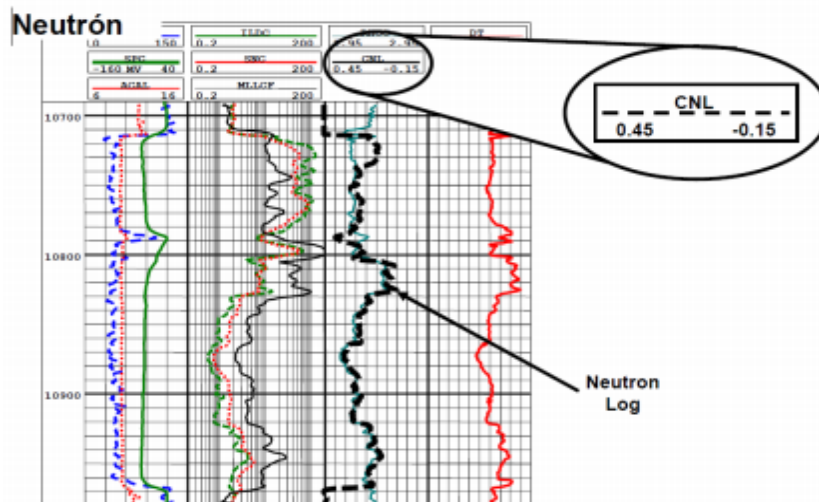 Neutrón
0 150
ILDC
0.2 200
DT
SPC
-160 MV 40
SNC
0.2 200
CNL
0.45 -0.15
ACAL
6 16
MLLCF
0.2 200
CNL
0.45 -0.15
10700
10800
10900
Neutron
Log